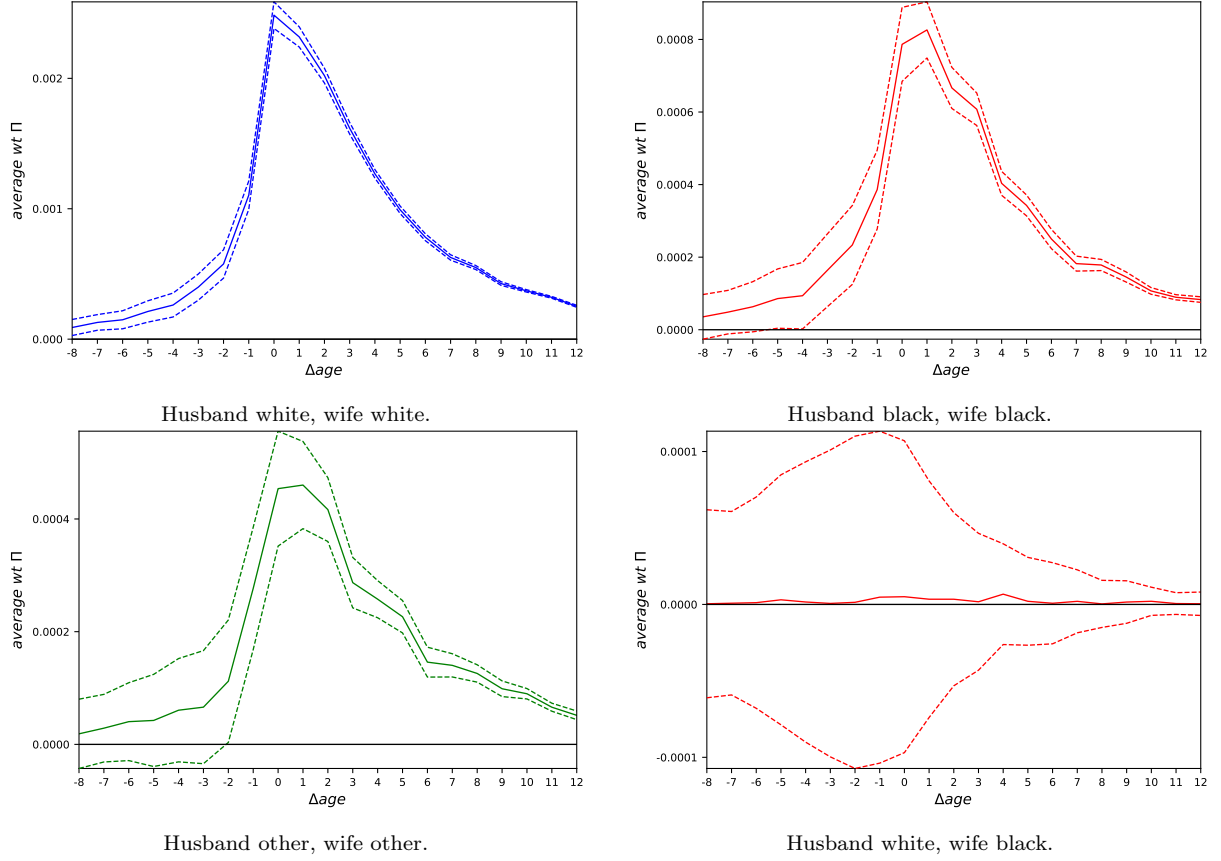 0.002
0.001
0.000
average wt Π
-8 -7 -6 -5 -4 -3 -2 -1 0 1 2 3 4 5 6 7 8 9 10 11 12
Δage
Husband white, wife white.
0.0008
0.0006
0.0004
0.0002
0.0000
average wt Π
-8 -7 -6 -5 -4 -3 -2 -1 0 1 2 3 4 5 6 7 8 9 10 11 12
Δage
Husband black, wife black.
0.0004
0.0002
0.0000
average wt Π
-8 -7 -6 -5 -4 -3 -2 -1 0 1 2 3 4 5 6 7 8 9 10 11 12
Δage
Husband other, wife other.
0.0001
0.0000
-0.0001
average wt Π
-8 -7 -6 -5 -4 -3 -2 -1 0 1 2 3 4 5 6 7 8 9 10 11 12
Δage
Husband white, wife black.